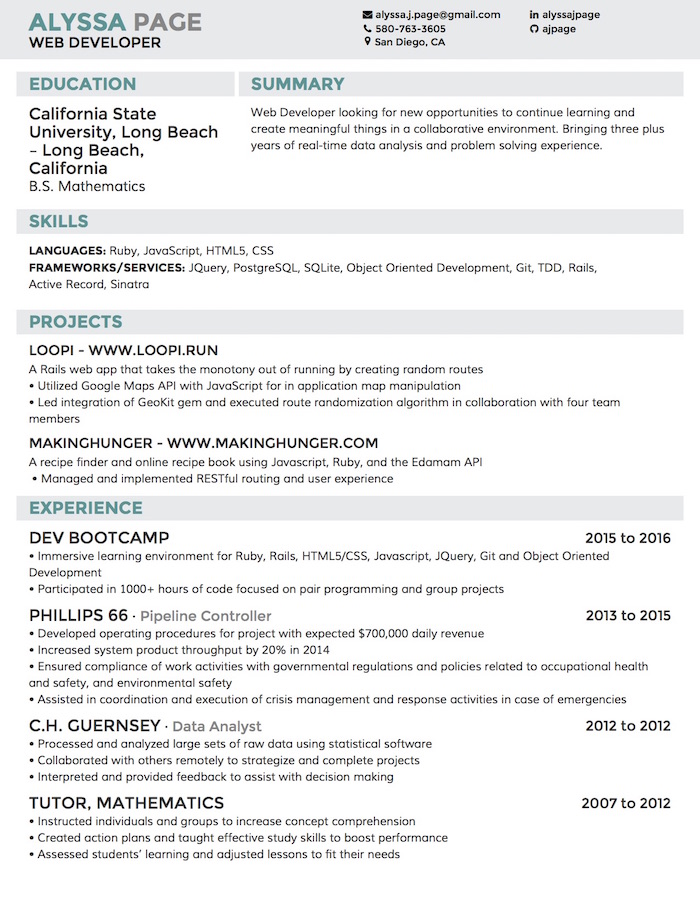 ALYSSA PAGE
WEB DEVELOPER
alyssa.j.page@gmail.com
580-763-3605
San Diego, CA
alyssajpage
ajpage
EDUCATION
California State
University, Long Beach
– Long Beach,
California
B.S. Mathematics
SUMMARY
Web Developer looking for new opportunities to continue learning and
create meaningful things in a collaborative environment. Bringing three plus
years of real-time data analysis and problem solving experience.
SKILLS
LANGUAGES: Ruby, JavaScript, HTML5, CSS
FRAMEWORKS/SERVICES: JQuery, PostgreSQL, SQLite, Object Oriented Development, Git, TDD, Rails,
Active Record, Sinatra
PROJECTS
LOOPI - WWW.LOOPI.RUN
A Rails web app that takes the monotony out of running by creating random routes
• Utilized Google Maps API with JavaScript for in application map manipulation
• Led integration of GeoKit gem and executed route randomization algorithm in collaboration with four team
members
MAKINGHUNGER - WWW.MAKINGHUNGER.COM
A recipe finder and online recipe book using Javascript, Ruby, and the Edamam API
• Managed and implemented RESTful routing and user experience
EXPERIENCE
DEV BOOTCAMP 2015 to 2016
• Immersive learning environment for Ruby, Rails, HTML5/CSS, Javascript, JQuery, Git and Object Oriented
Development
• Participated in 1000+ hours of code focused on pair programming and group projects
PHILLIPS 66 · Pipeline Controller 2013 to 2015
• Developed operating procedures for project with expected $700,000 daily revenue
• Increased system product throughput by 20% in 2014
• Ensured compliance of work activities with governmental regulations and policies related to occupational health
and safety, and environmental safety
• Assisted in coordination and execution of crisis management and response activities in case of emergencies
C.H. GUERNSEY · Data Analyst 2012 to 2012
• Processed and analyzed large sets of raw data using statistical software
• Collaborated with others remotely to strategize and complete projects
• Interpreted and provided feedback to assist with decision making
TUTOR, MATHEMATICS 2007 to 2012
• Instructed individuals and groups to increase concept comprehension
• Created action plans and taught effective study skills to boost performance
• Assessed students’ learning and adjusted lessons to fit their needs